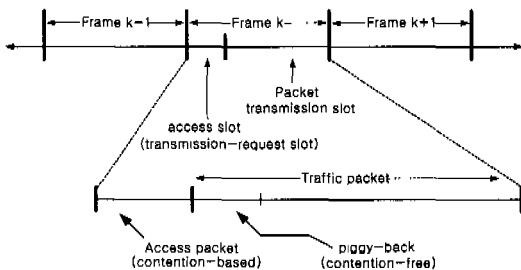 Frame k-1
Frame k-
Frame k+1
Packet
transmission slot
access slot
(transmission-request slot)
Traffic packet
Access packet
(contention-based)
piggy-back
(contention-free)